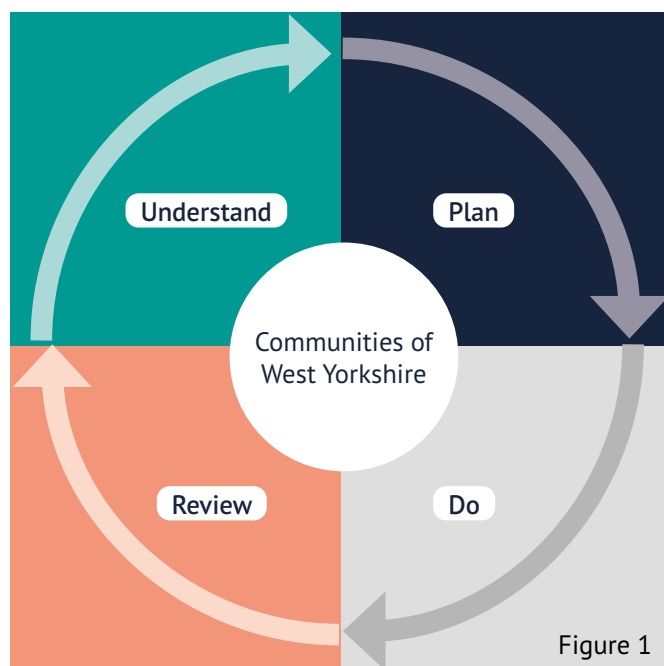 Understand
Plan
Communities of
West Yorkshire
Review
Do
Figure 1